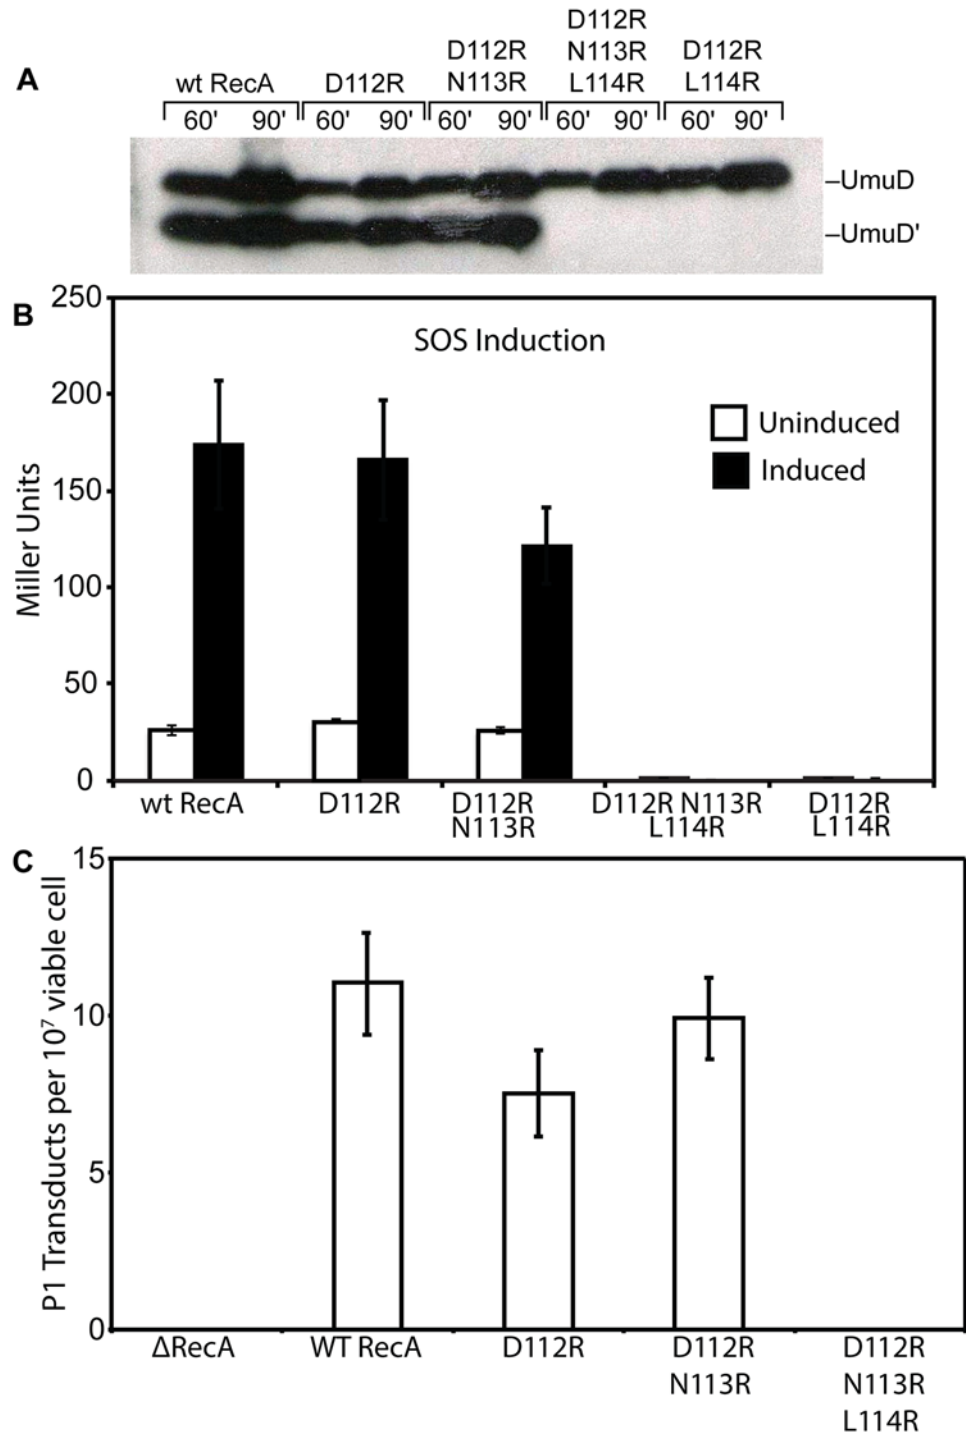 A
wt RecA
D112R
D112R
N113R
D112R
N113R
L114R
D112R
L114R
60' 90' 60' 90' 60' 90' 60' 90' 60' 90'
–UmuD
–UmuD'
B
SOS Induction
Uninduced
Induced
Miller Units
250
200
150
100
50
0
wt RecA
D112R
D112R
N113R
D112R N113R
L114R
D112R
L114R
C
P1 Transducts per 10⁷ viable cell
15
10
5
0
ΔRecA
WT RecA
D112R
D112R
N113R
D112R
N113R
L114R